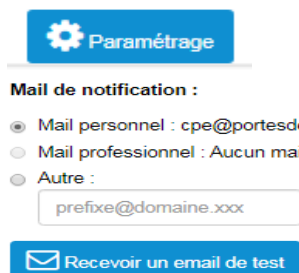 Paramétrage
Mail de notification :
Mail personnel : cpe@portesd
Mail professionnel : Aucun mai
Autre :
prefixe@domaine.xxx
Recevoir un email de test